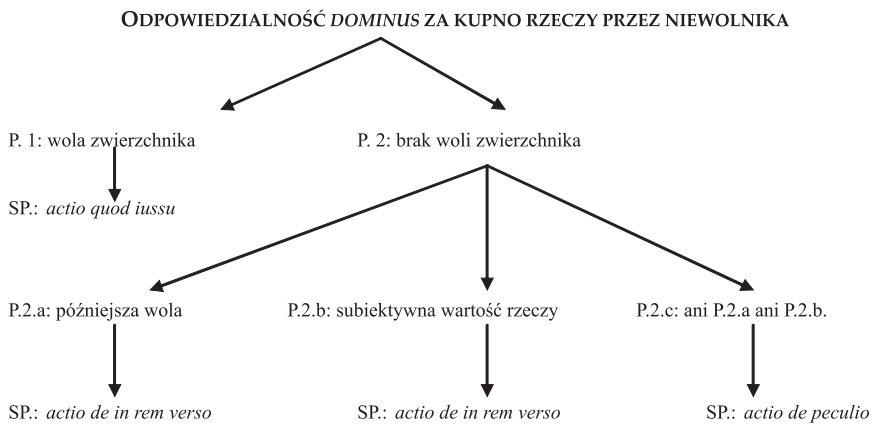 ODPOWIEDZIALNOŚĆ DOMINUS ZA KUPNO RZECZY PRZEZ NIEWOLNIKA
P. 1: wola zwierzchnika
P. 2: brak woli zwierzchnika
SP.: actio quod iussu
P.2.a: późniejsza wola
P.2.b: subiektywna wartość rzeczy
P.2.c: ani P.2.a ani P.2.b.
SP.: actio de in rem verso
SP.: actio de in rem verso
SP.: actio de peculio